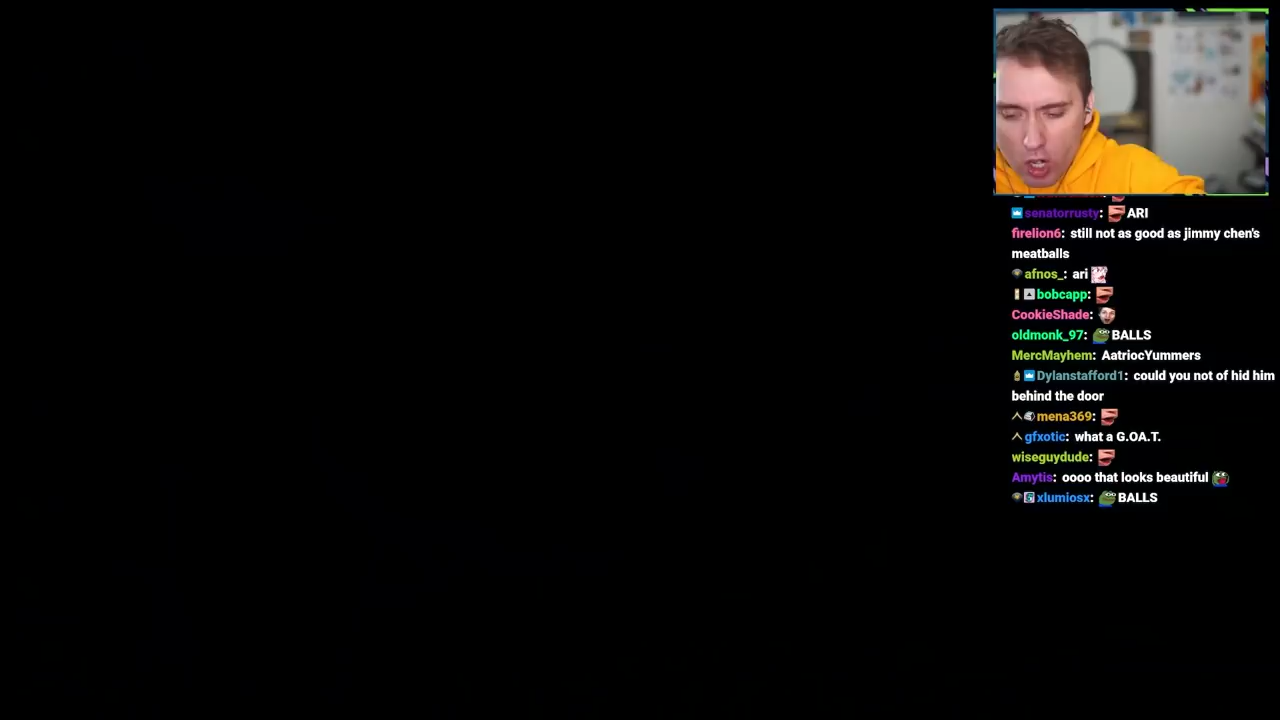 senatorrusty: ARI
firelion6: still not as good as jimmy chen's
meatballs
afnos_: ari
bobcapp:
CookieShade:
oldmonk_97: BALLS
MercMayhem: AatriocYummers
Dylanstafford1: could you not of hid him
behind the door
mena369:
gfxotic: what a G.OA.T.
wiseguydude:
Amytis: oooo that looks beautiful
xlumiosx: BALLS